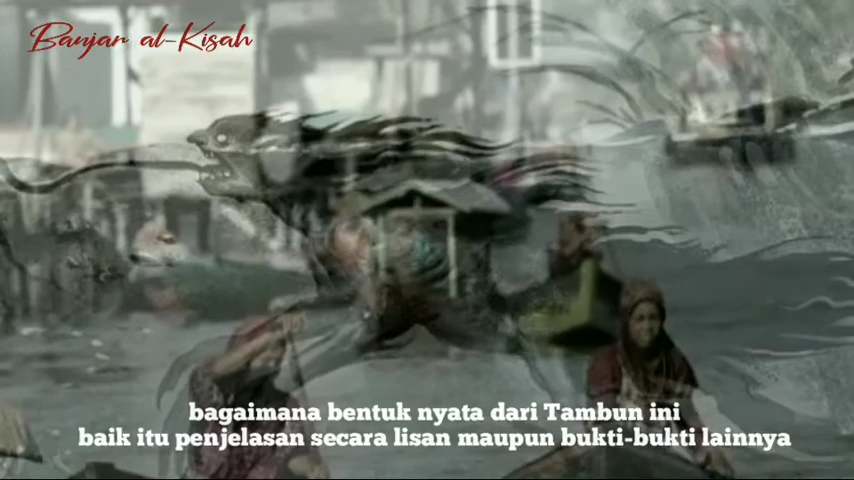 Banjar al-Kisah
bagaimana bentuk nyata dari Tambun ini
baik itu penjelasan secara lisan maupun bukti-bukti lainnya